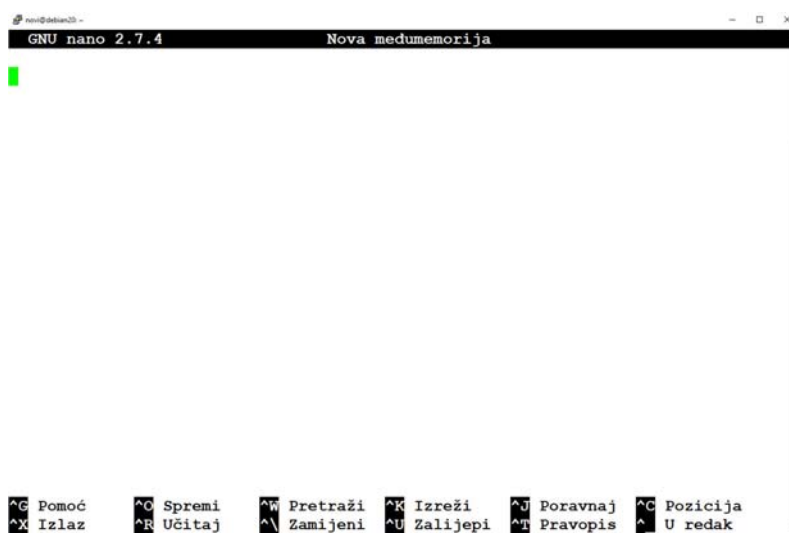 novi@debian20: ~
GNU nano 2.7.4 Nova međumemorija
^G Pomoć ^O Spremi ^W Pretraži ^K Izreži ^J Poravnaj ^C Pozicija
^X Izlaz ^R Učitaj ^\ Zamijeni ^U Zalijepi ^T Pravopis ^_ U redak